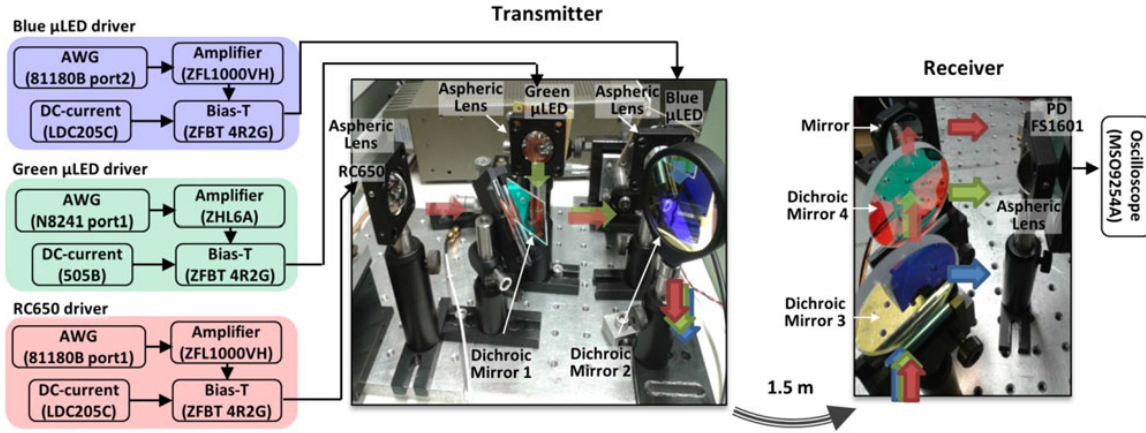 Transmitter
Blue µLED driver
AWG
(81180B port2)
Amplifier
(ZFL1000VH)
DC-current
(LDC205C)
Bias-T
(ZFBT 4R2G)
Green µLED driver
AWG
(N8241 port1)
Amplifier
(ZHL6A)
DC-current
(505B)
Bias-T
(ZFBT 4R2G)
RC650 driver
AWG
(81180B port1)
Amplifier
(ZFL1000VH)
DC-current
(LDC205C)
Bias-T
(ZFBT 4R2G)
Aspheric
Lens
RC650
Aspheric
Lens
Green
µLED
Aspheric
Lens
Blue
µLED
Dichroic
Mirror 1
Dichroic
Mirror 2
1.5 m
Receiver
Mirror
Dichroic
Mirror 4
Dichroic
Mirror 3
PD
FS1601
Aspheric
Lens
Oscilloscope
(MSO9254A)